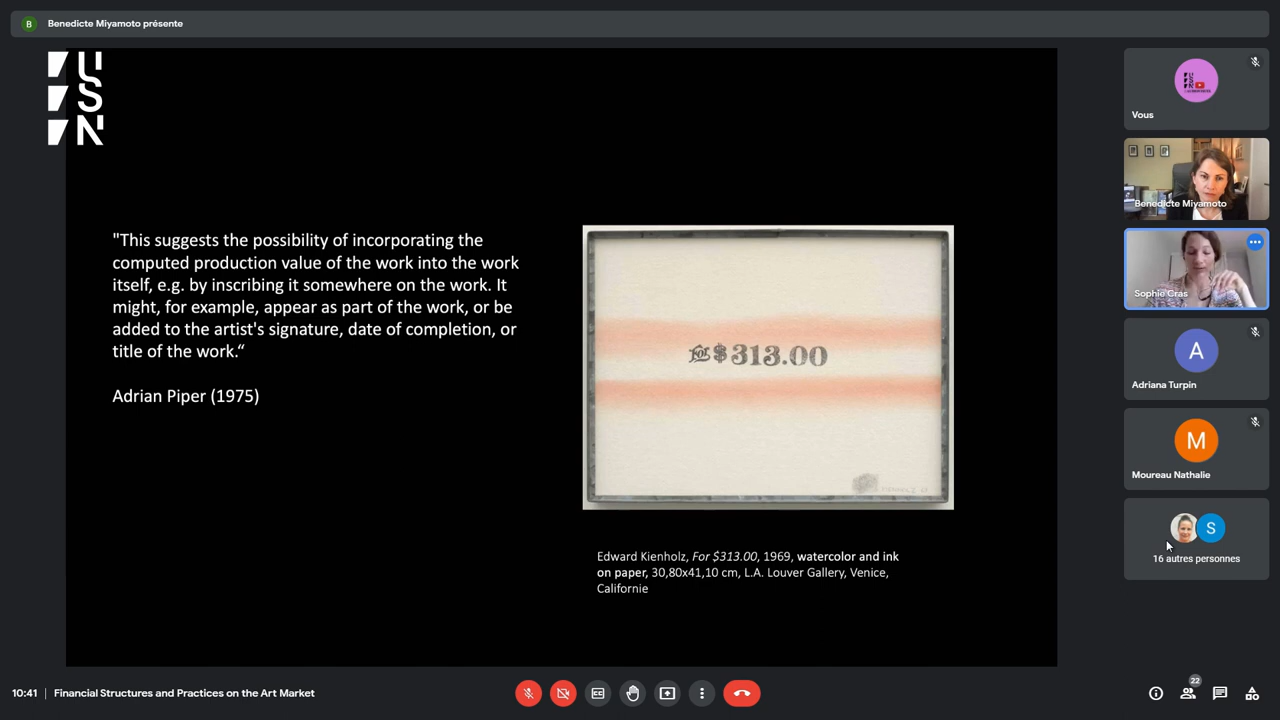 B
Benedicte Miyamoto présente
USN
"This suggests the possibility of incorporating the
computed production value of the work into the work
itself, e.g. by inscribing it somewhere on the work. It
might, for example, appear as part of the work, or be
added to the artist's signature, date of completion, or
title of the work.“
Adrian Piper (1975)
For $313.00
Edward Kienholz, For $313.00, 1969, watercolor and ink
on paper, 30,80x41,10 cm, L.A. Louver Gallery, Venice,
Californie
Vous
Benedicte Miyamoto
Sophie Cras
A
Adriana Turpin
M
Moureau Nathalie
S
16 autres personnes
10:41 | Financial Structures and Practices on the Art Market
22